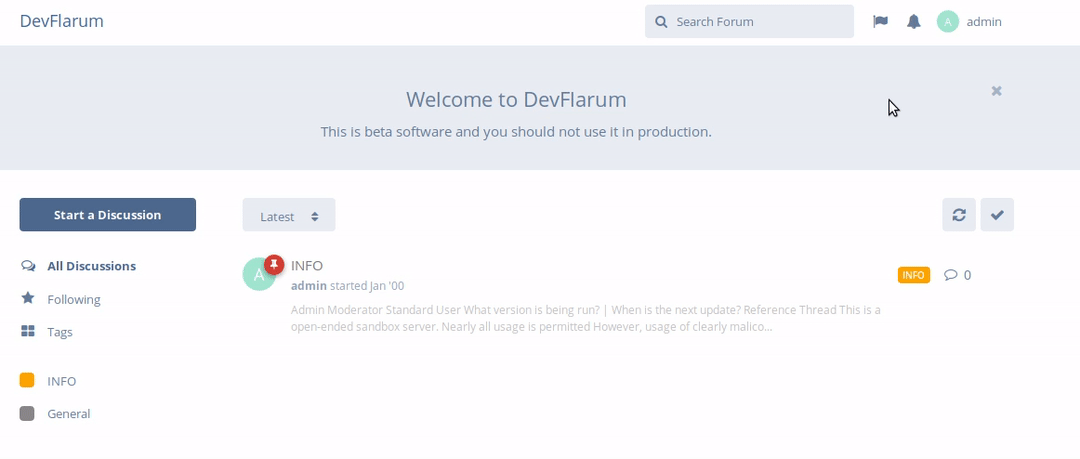 DevFlarum
Search Forum
A
admin
Welcome to DevFlarum
This is beta software and you should not use it in production.
Start a Discussion
Latest
All Discussions
Following
Tags
INFO
General
A
INFO
admin started Jan '00
Admin Moderator Standard User What version is being run? | When is the next update? Reference Thread This is a
open-ended sandbox server. Nearly all usage is permitted However, usage of clearly malico...
INFO
0